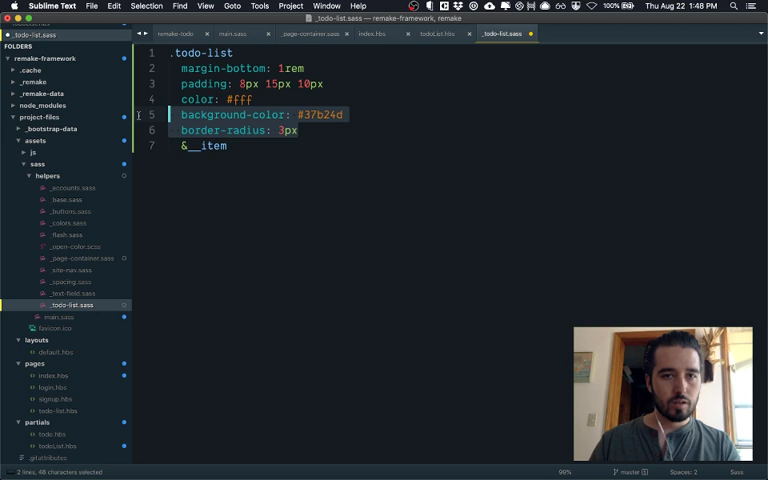 Sublime Text File Edit Selection Find View Goto Tools Project Window Help
100% Thu Aug 22 1:48 PM
_todo-list.sass — remake-framework, remake
_todo-list.sass
remake-todo main.sass _page-container.sass index.hbs todoList.hbs _todo-list.sass
FOLDERS
remake-framework
.cache
_remake
_remake-data
node_modules
project-files
_bootstrap-data
assets
js
sass
helpers
_accounts.sass
_base.sass
_buttons.sass
_colors.sass
_flash.sass
_open-color.scss
_page-container.sass
_site-nav.sass
_spacing.sass
_text-field.sass
_todo-list.sass
main.sass
favicon.ico
layouts
default.hbs
pages
index.hbs
login.hbs
signup.hbs
todo-list.hbs
partials
todo.hbs
todoList.hbs
.gitattributes
1 .todo-list
2 margin-bottom: 1rem
3 padding: 8px 15px 10px
4 color: #fff
5 background-color: #37b24d
6 border-radius: 3px
7 &__item
2 lines, 48 characters selected 99% master Spaces: 2 Sass